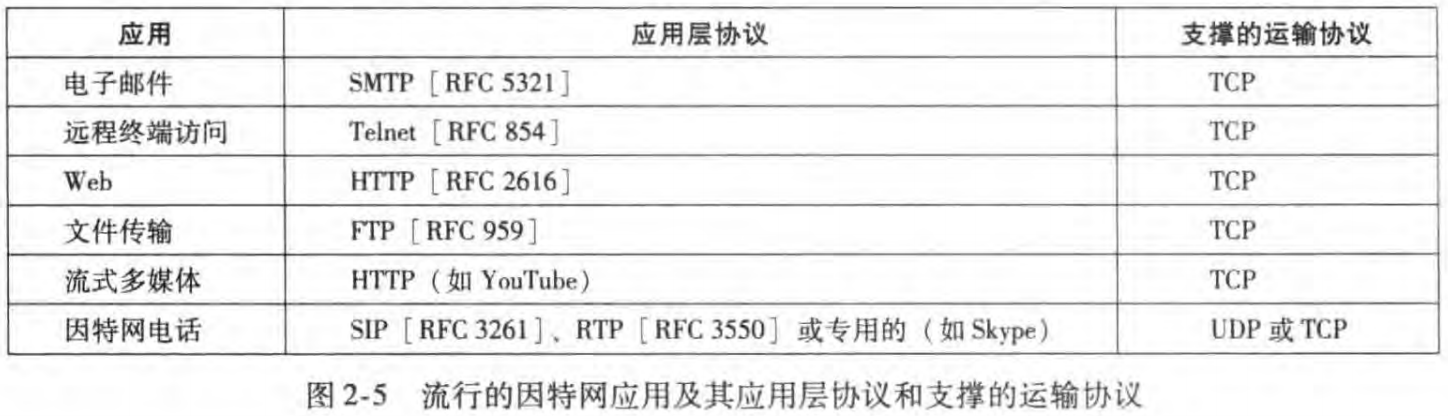 应用 应用层协议 支撑的运输协议
电子邮件 SMTP [RFC 5321] TCP
远程终端访问 Telnet [RFC 854] TCP
Web HTTP [RFC 2616] TCP
文件传输 FTP [RFC 959] TCP
流式多媒体 HTTP（如 YouTube） TCP
因特网电话 SIP [RFC 3261]、RTP [RFC 3550] 或专用的（如 Skype） UDP 或 TCP
图 2-5 流行的因特网应用及其应用层协议和支撑的运输协议